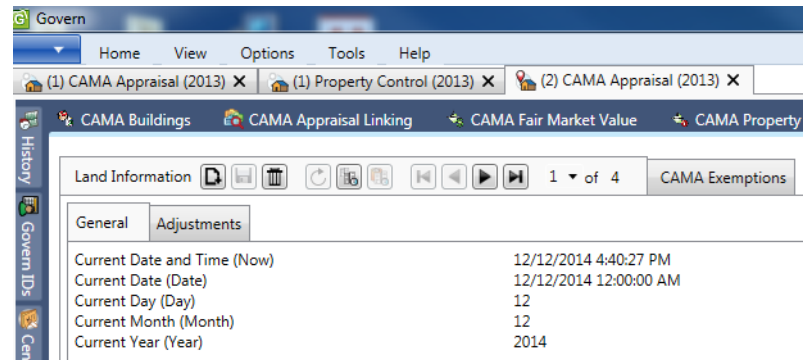 Govern
Home View Options Tools Help
(1) CAMA Appraisal (2013) X (1) Property Control (2013) X (2) CAMA Appraisal (2013) X
CAMA Buildings CAMA Appraisal Linking CAMA Fair Market Value CAMA Property
History
Govern IDs
Cen
Land Information 1 of 4 CAMA Exemptions
General Adjustments
Current Date and Time (Now) 12/12/2014 4:40:27 PM
Current Date (Date) 12/12/2014 12:00:00 AM
Current Day (Day) 12
Current Month (Month) 12
Current Year (Year) 2014